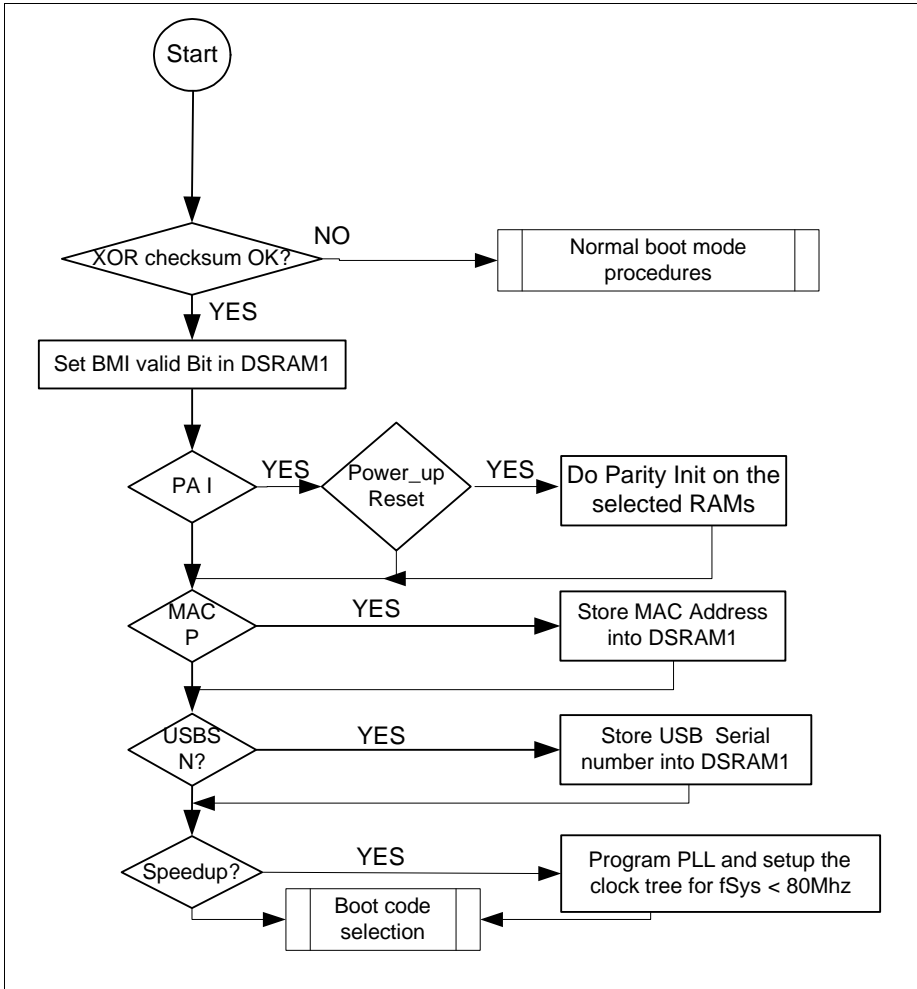 Start
XOR checksum OK?
NO
Normal boot mode
procedures
YES
Set BMI valid Bit in DSRAM1
PA I
YES
Power_up
Reset
YES
Do Parity Init on the
selected RAMs
MAC
P
YES
Store MAC Address
into DSRAM1
USBS
N?
YES
Store USB Serial
number into DSRAM1
Speedup?
YES
Program PLL and setup the
clock tree for fSys < 80Mhz
Boot code
selection